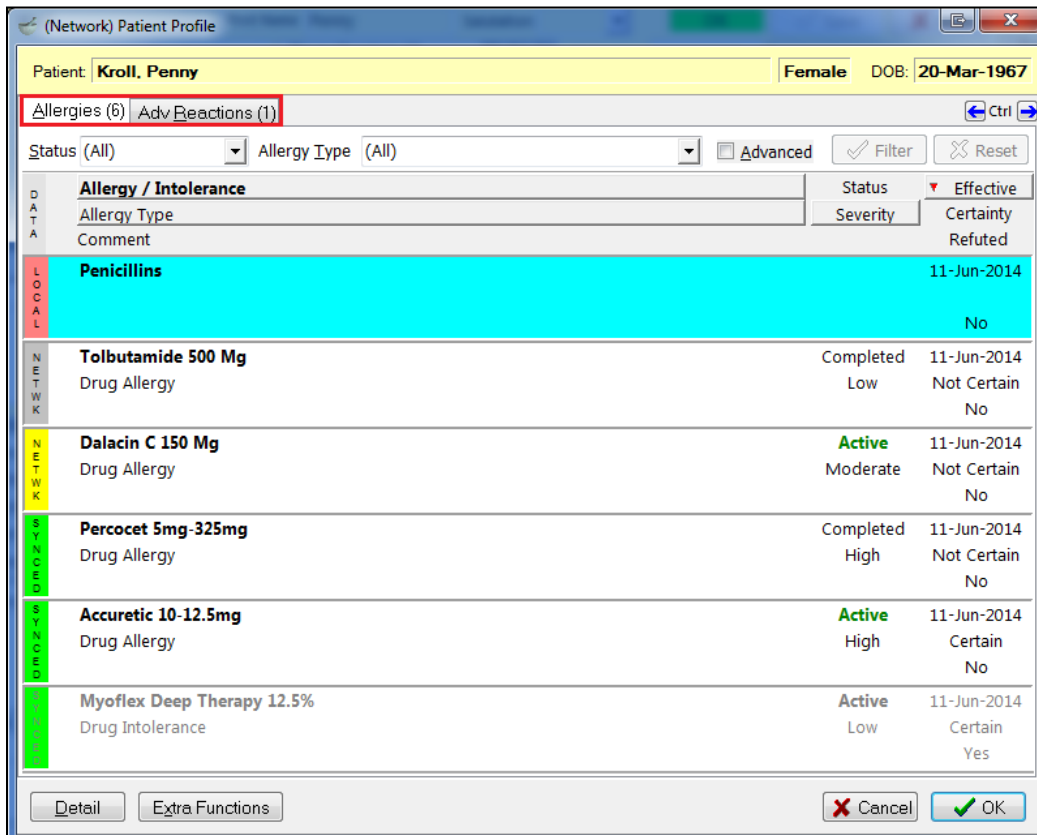 (Network) Patient Profile
Patient: Kroll, Penny Female DOB: 20-Mar-1967
Allergies (6) Adv Reactions (1) Ctrl
Status (All) Allergy Type (All) Advanced Filter Reset
DATA Allergy / Intolerance Status Effective
Allergy Type Severity Certainty
Comment Refuted
LOCAL Penicillins 11-Jun-2014
No
NETWK Tolbutamide 500 Mg Completed 11-Jun-2014
Drug Allergy Low Not Certain
No
NETWK Dalacin C 150 Mg Active 11-Jun-2014
Drug Allergy Moderate Not Certain
No
SYNCED Percocet 5mg-325mg Completed 11-Jun-2014
Drug Allergy High Not Certain
No
SYNCED Accuretic 10-12.5mg Active 11-Jun-2014
Drug Allergy High Certain
No
SYNCED Myoflex Deep Therapy 12.5% Active 11-Jun-2014
Drug Intolerance Low Certain
Yes
Detail Extra Functions Cancel OK